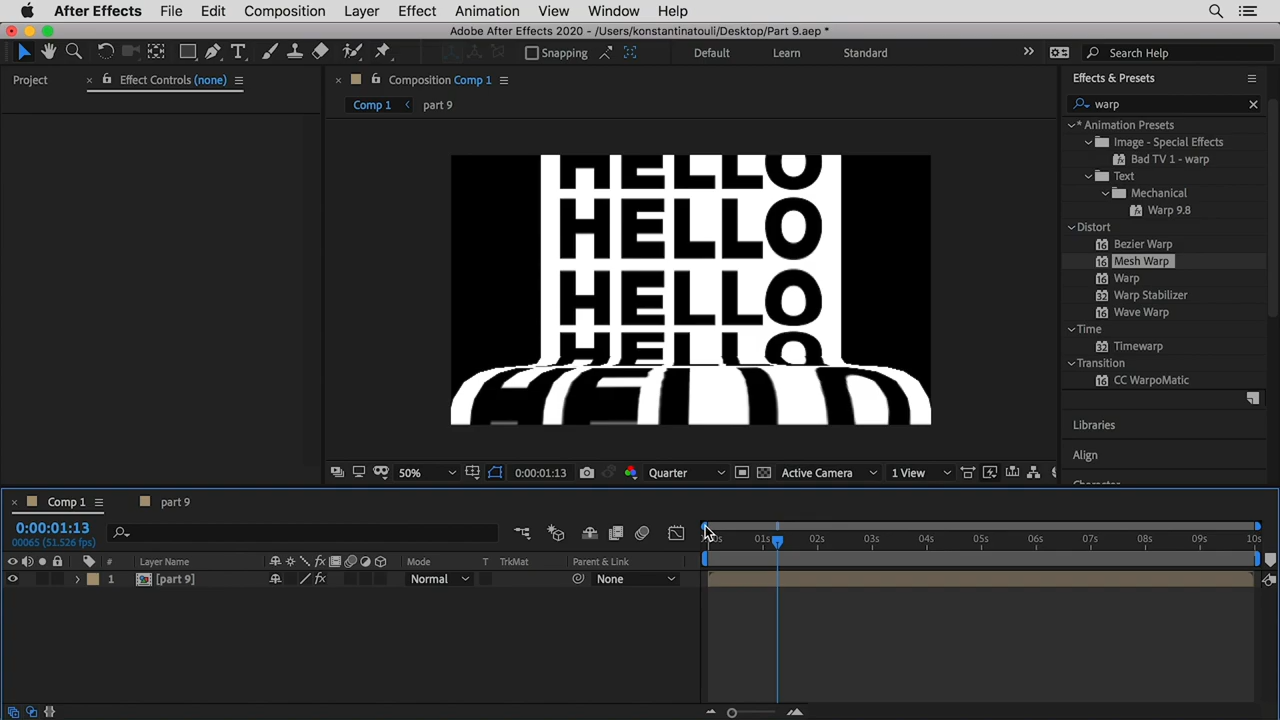 After Effects File Edit Composition Layer Effect Animation View Window Help
Adobe After Effects 2020 - /Users/konstantinatouli/Desktop/Part 9.aep *
Snapping Default Learn Standard » Search Help
Project × Effect Controls (none) × Composition Comp 1 Effects & Presets
Comp 1 ‹ part 9 warp
* Animation Presets
Image - Special Effects
Bad TV 1 - warp
Text
Mechanical
Warp 9.8
Distort
Bezier Warp
Mesh Warp
Warp
Warp Stabilizer
Wave Warp
Time
Timewarp
Transition
CC WarpoMatic
Libraries
Align
HELLO
HELLO
HELLO
HELLO
HELLO
50% 0:00:01:13 Quarter Active Camera 1 View
× Comp 1 part 9
0:00:01:13
00065 (51.526 fps)
01s 02s 03s 04s 05s 06s 07s 08s 09s 10s
# Layer Name Mode T TrkMat Parent & Link
1 [part 9] Normal None